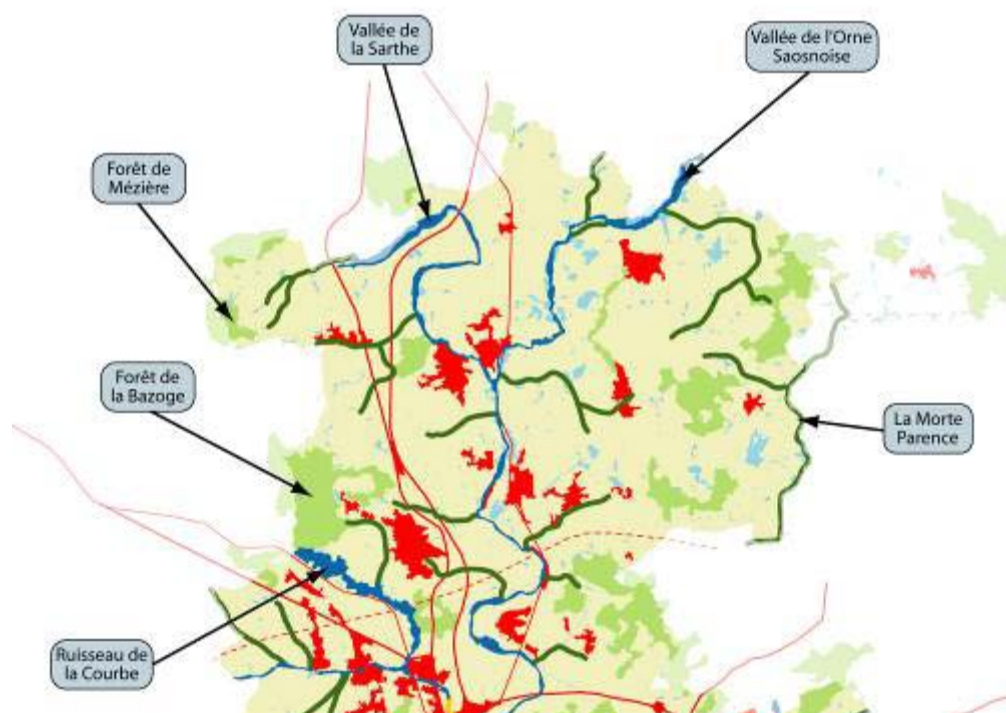 Vallée de
la Sarthe
Vallée de l'Orne
Saosnoise
Forêt de
Mézière
Forêt de
la Bazoge
La Morte
Parence
Ruisseau de
la Courbe